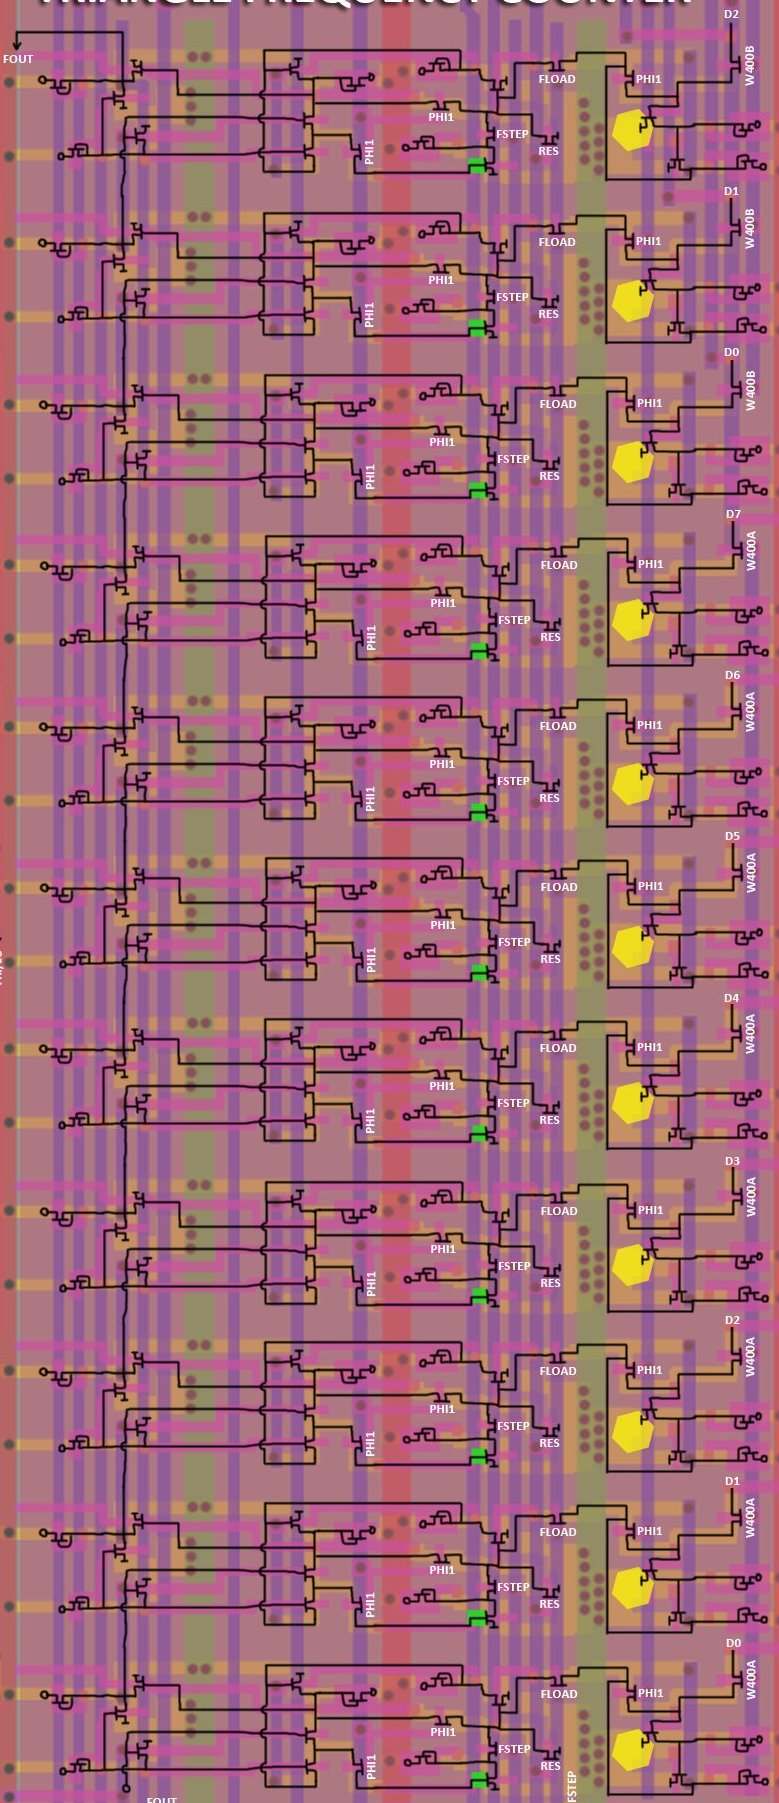 TRIANGLE FREQUENCY COUNTER
D2
FOUT
W400B
FLOAD
PHI1
PHI1
FSTEP
RES
PHI1
D1
W400B
FLOAD
PHI1
PHI1
FSTEP
RES
PHI1
D0
W400B
FLOAD
PHI1
PHI1
FSTEP
RES
PHI1
D7
W400A
FLOAD
PHI1
PHI1
FSTEP
RES
PHI1
D6
W400A
FLOAD
PHI1
PHI1
FSTEP
RES
PHI1
D5
W400A
FLOAD
PHI1
PHI1
FSTEP
RES
PHI1
D4
W400A
FLOAD
PHI1
PHI1
FSTEP
RES
PHI1
D3
W400A
FLOAD
PHI1
PHI1
FSTEP
RES
PHI1
D2
W400A
FLOAD
PHI1
PHI1
FSTEP
RES
PHI1
D1
W400A
FLOAD
PHI1
PHI1
FSTEP
RES
PHI1
D0
W400A
FLOAD
PHI1
PHI1
FSTEP
RES
PHI1
FSTEP
FOUT